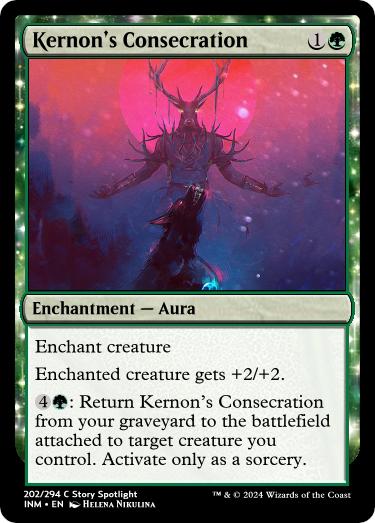 Kernon's Consecration 1
Enchantment — Aura
Enchant creature
Enchanted creature gets +2/+2.
4: Return Kernon's Consecration
from your graveyard to the battlefield
attached to target creature you
control. Activate only as a sorcery.
202/294 C Story Spotlight
INM • EN Helena Nikulina
™ & © 2024 Wizards of the Coast